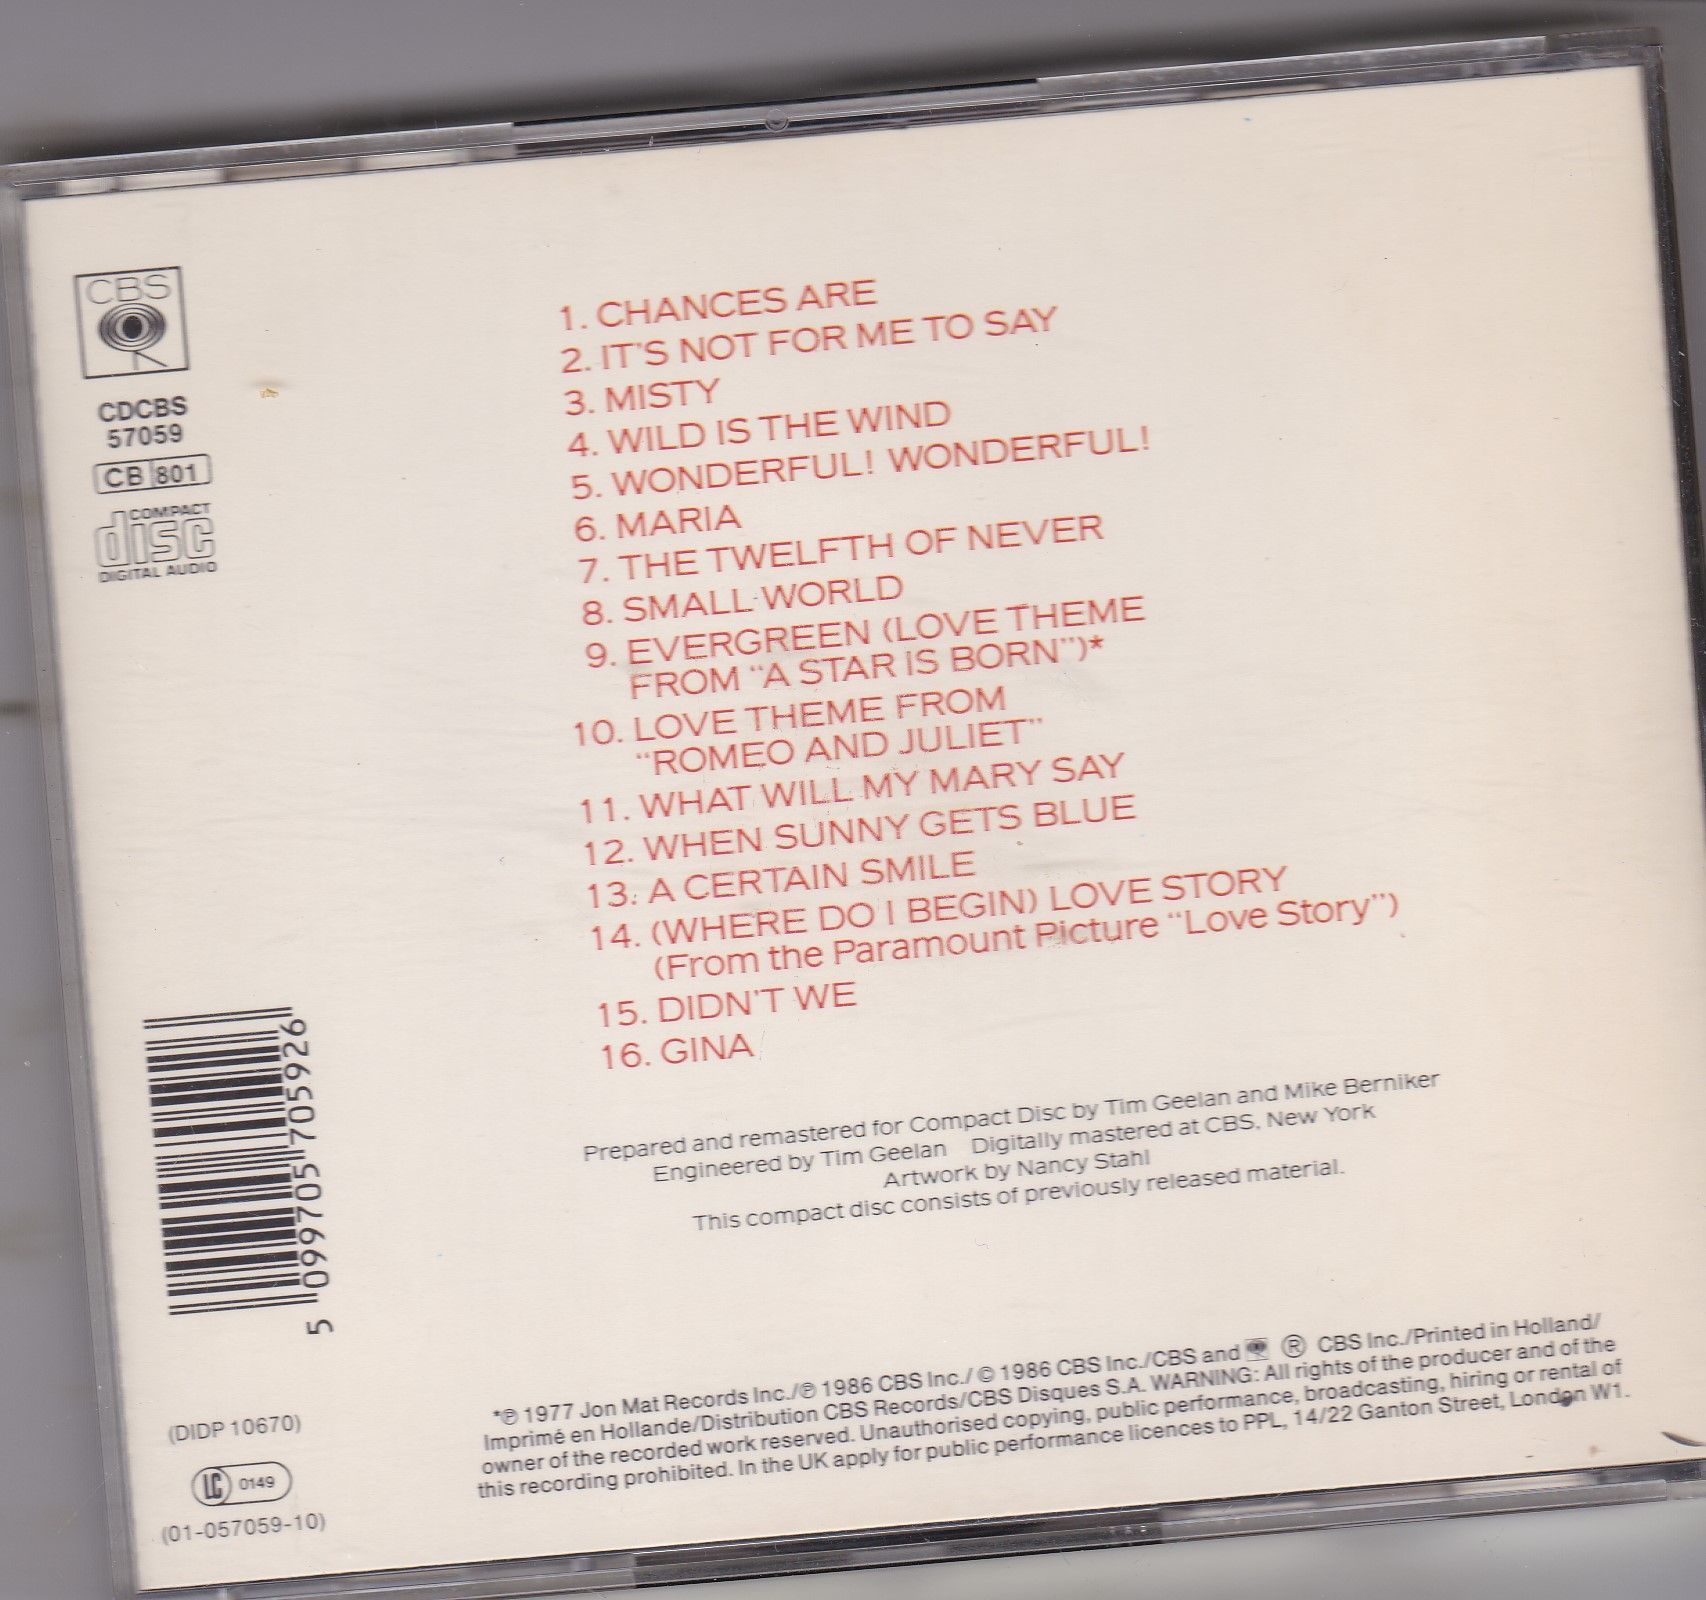 CBS
CDCBS
57059
CB 801
COMPACT
disc
DIGITAL AUDIO
1. CHANCES ARE
2. IT'S NOT FOR ME TO SAY
3. MISTY
4. WILD IS THE WIND
5. WONDERFUL! WONDERFUL!
6. MARIA
7. THE TWELFTH OF NEVER
8. SMALL WORLD
9. EVERGREEN (LOVE THEME
FROM "A STAR IS BORN")*
10. LOVE THEME FROM
"ROMEO AND JULIET"
11. WHAT WILL MY MARY SAY
12. WHEN SUNNY GETS BLUE
13. A CERTAIN SMILE
14. (WHERE DO I BEGIN) LOVE STORY
(From the Paramount Picture "Love Story")
15. DIDN'T WE
16. GINA
Prepared and remastered for Compact Disc by Tim Geelan and Mike Berniker
Engineered by Tim Geelan Digitally mastered at CBS, New York
Artwork by Nancy Stahl
This compact disc consists of previously released material.
5 099705 705926
(DIDP 10670)
LC 0149
(01-057059-10)
*℗ 1977 Jon Mat Records Inc./℗ 1986 CBS Inc./© 1986 CBS Inc./CBS and ® CBS Inc./Printed in Holland/
Imprimé en Hollande/Distribution CBS Records/CBS Disques S.A. WARNING: All rights of the producer and of the
owner of the recorded work reserved. Unauthorised copying, public performance, broadcasting, hiring or rental of
this recording prohibited. In the UK apply for public performance licences to PPL, 14/22 Ganton Street, London W1.